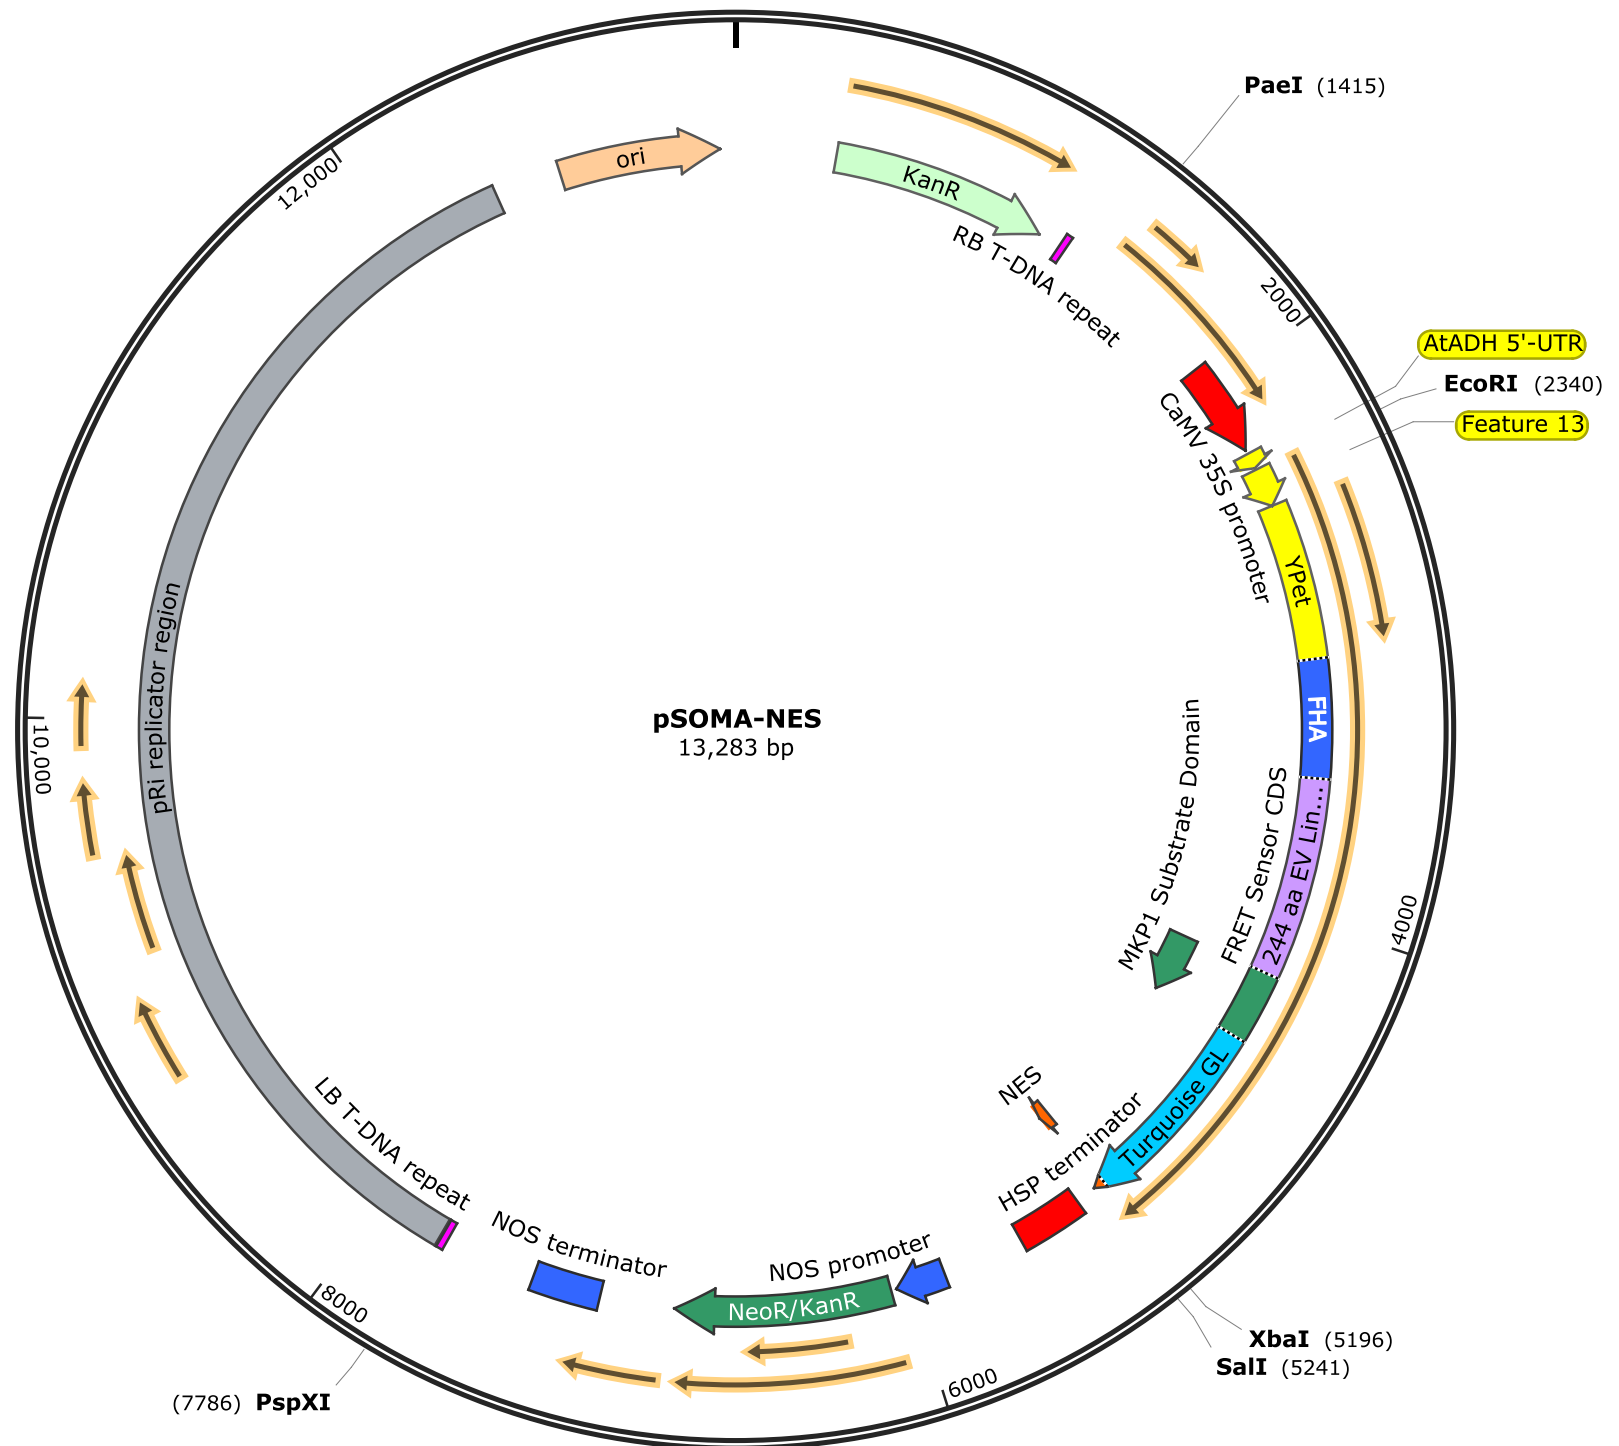 PaeI (1415)
ori
KanR
RB T-DNA repeat
12,000
2000
AtADH 5'-UTR
EcoRI (2340)
Feature 13
CaMV 35S promoter
YPet
FHA
pRi replicator region
pSOMA-NES
13,283 bp
10,000
MKP1 Substrate Domain
FRET Sensor CDS
244 aa EV Lin...
4000
Turquoise GL
NES
HSP terminator
LB T-DNA repeat
NOS terminator
NOS promoter
NeoR/KanR
8000
6000
XbaI (5196)
SalI (5241)
(7786) PspXI